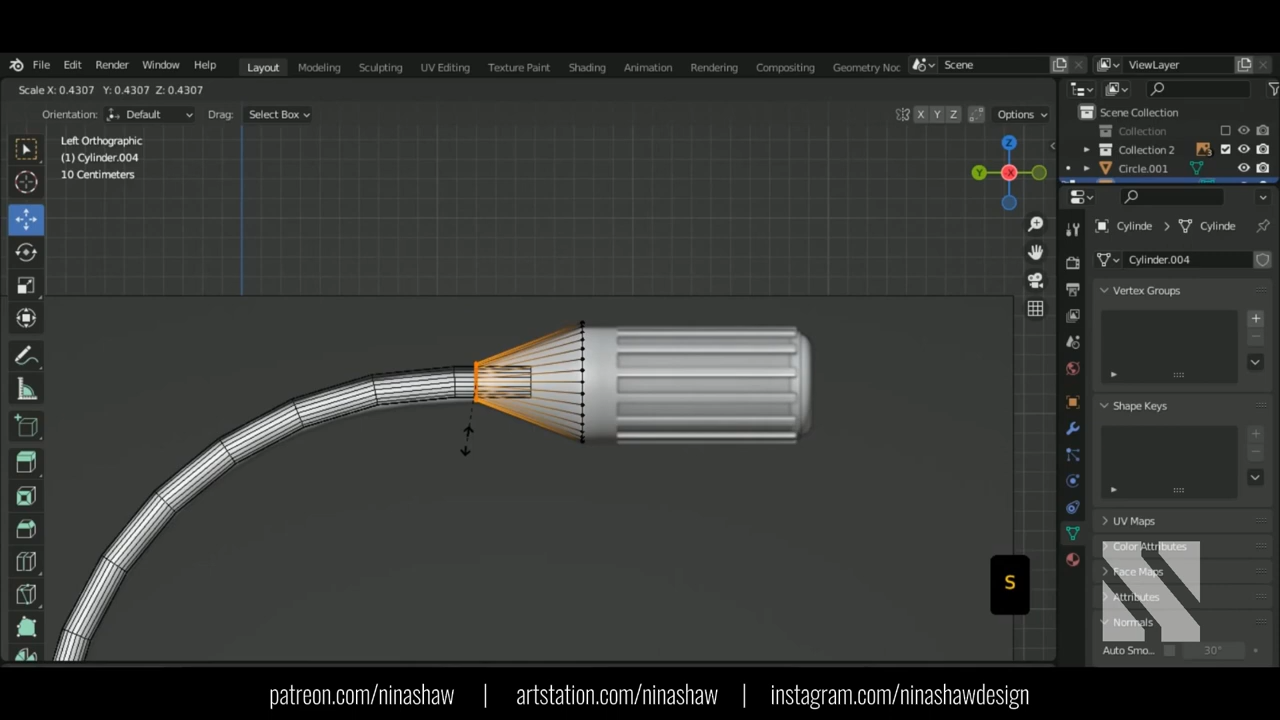 File Edit Render Window Help Layout Modeling Sculpting UV Editing Texture Paint Shading Animation Rendering Compositing Geometry Noc Scene ViewLayer
Scale X: 0.4307 Y: 0.4307 Z: 0.4307
Orientation: Default Drag: Select Box X Y Z Options
Scene Collection
Collection
Collection 2
Circle.001
Left Orthographic
(1) Cylinder.004
10 Centimeters
Z
Y X
Cylinde > Cylinde
Cylinder.004
Vertex Groups
Shape Keys
UV Maps
Color Attributes
Face Maps
Attributes
Normals
Auto Smo... 30°
S
patreon.com/ninashaw | artstation.com/ninashaw | instagram.com/ninashawdesign